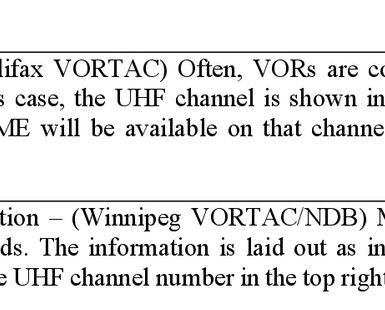 lifax VORTAC) Often, VORs are co
s case, the UHF channel is shown in
ME will be available on that channe
tion – (Winnipeg VORTAC/NDB) M
ds. The information is laid out as in
e UHF channel number in the top right